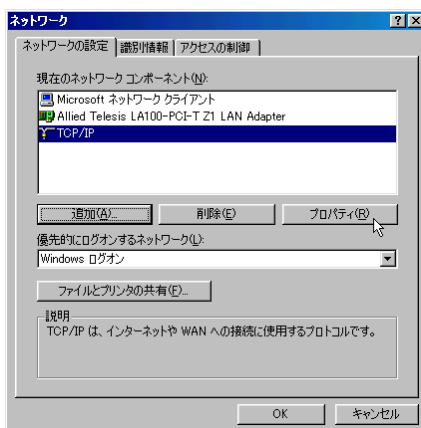 ネットワーク
ネットワークの設定 識別情報 アクセスの制御
現在のネットワーク コンポーネント(N):
Microsoft ネットワーク クライアント
Allied Telesis LA100-PCI-T Z1 LAN Adapter
TCP/IP
追加(A)... 削除(E) プロパティ(R)
優先的にログオンするネットワーク(L):
Windows ログオン
ファイルとプリンタの共有(F)...
説明
TCP/IP は、インターネットや WAN への接続に使用するプロトコルです。
OK キャンセル